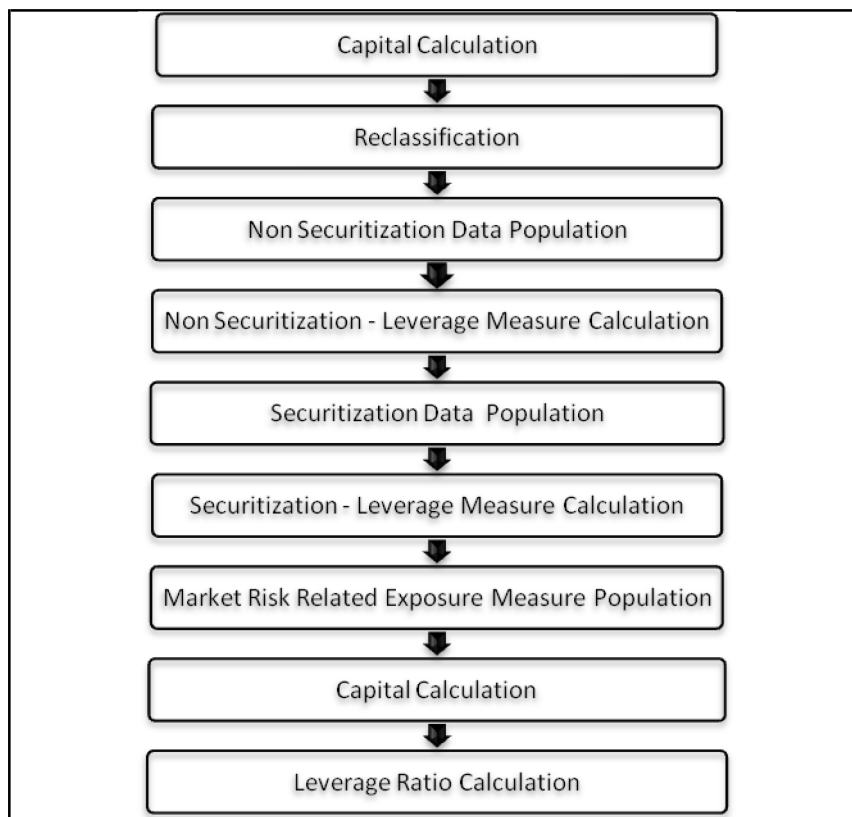 Capital Calculation
Reclassification
Non Securitization Data Population
Non Securitization - Leverage Measure Calculation
Securitization Data Population
Securitization - Leverage Measure Calculation
Market Risk Related Exposure Measure Population
Capital Calculation
Leverage Ratio Calculation